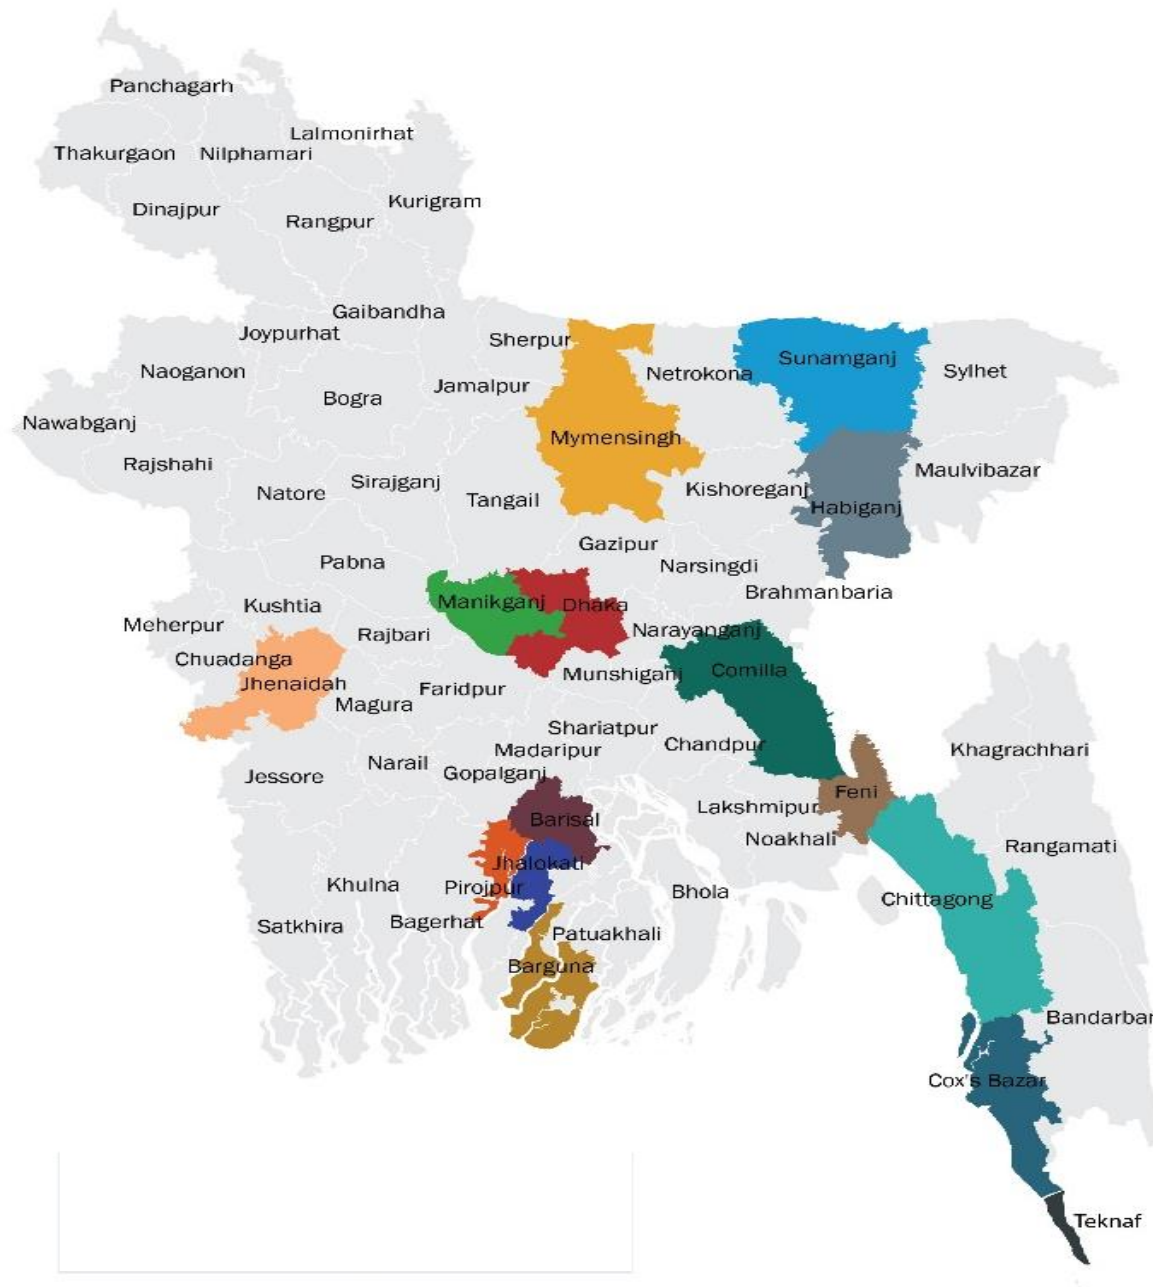 Panchagarh
Lalmonirhat
Thakurgaon
Nilphamari
Kurigram
Dinajpur
Rangpur
Gaibandha
Joypurhat
Sherpur
Sunamganj
Naoganon
Netrokona
Sylhet
Jamalpur
Bogra
Nawabganj
Mymensingh
Rajshahi
Maulvibazar
Sirajganj
Natore
Kishoreganj
Tangail
Habiganj
Gazipur
Pabna
Narsingdi
Brahmanbaria
Manikganj
Dhaka
Kushtia
Meherpur
Rajbari
Narayanganj
Chuadanga
Comilla
Munshiganj
Jhenaidah
Faridpur
Magura
Shariatpur
Chandpur
Madaripur
Khagrachhari
Narail
Gopalganj
Jessore
Feni
Lakshmipur
Barisal
Noakhali
Rangamati
Jhalokati
Khulna
Pirojpur
Bhola
Chittagong
Bagerhat
Satkhira
Patuakhali
Barguna
Bandarban
Cox's Bazar
Teknaf